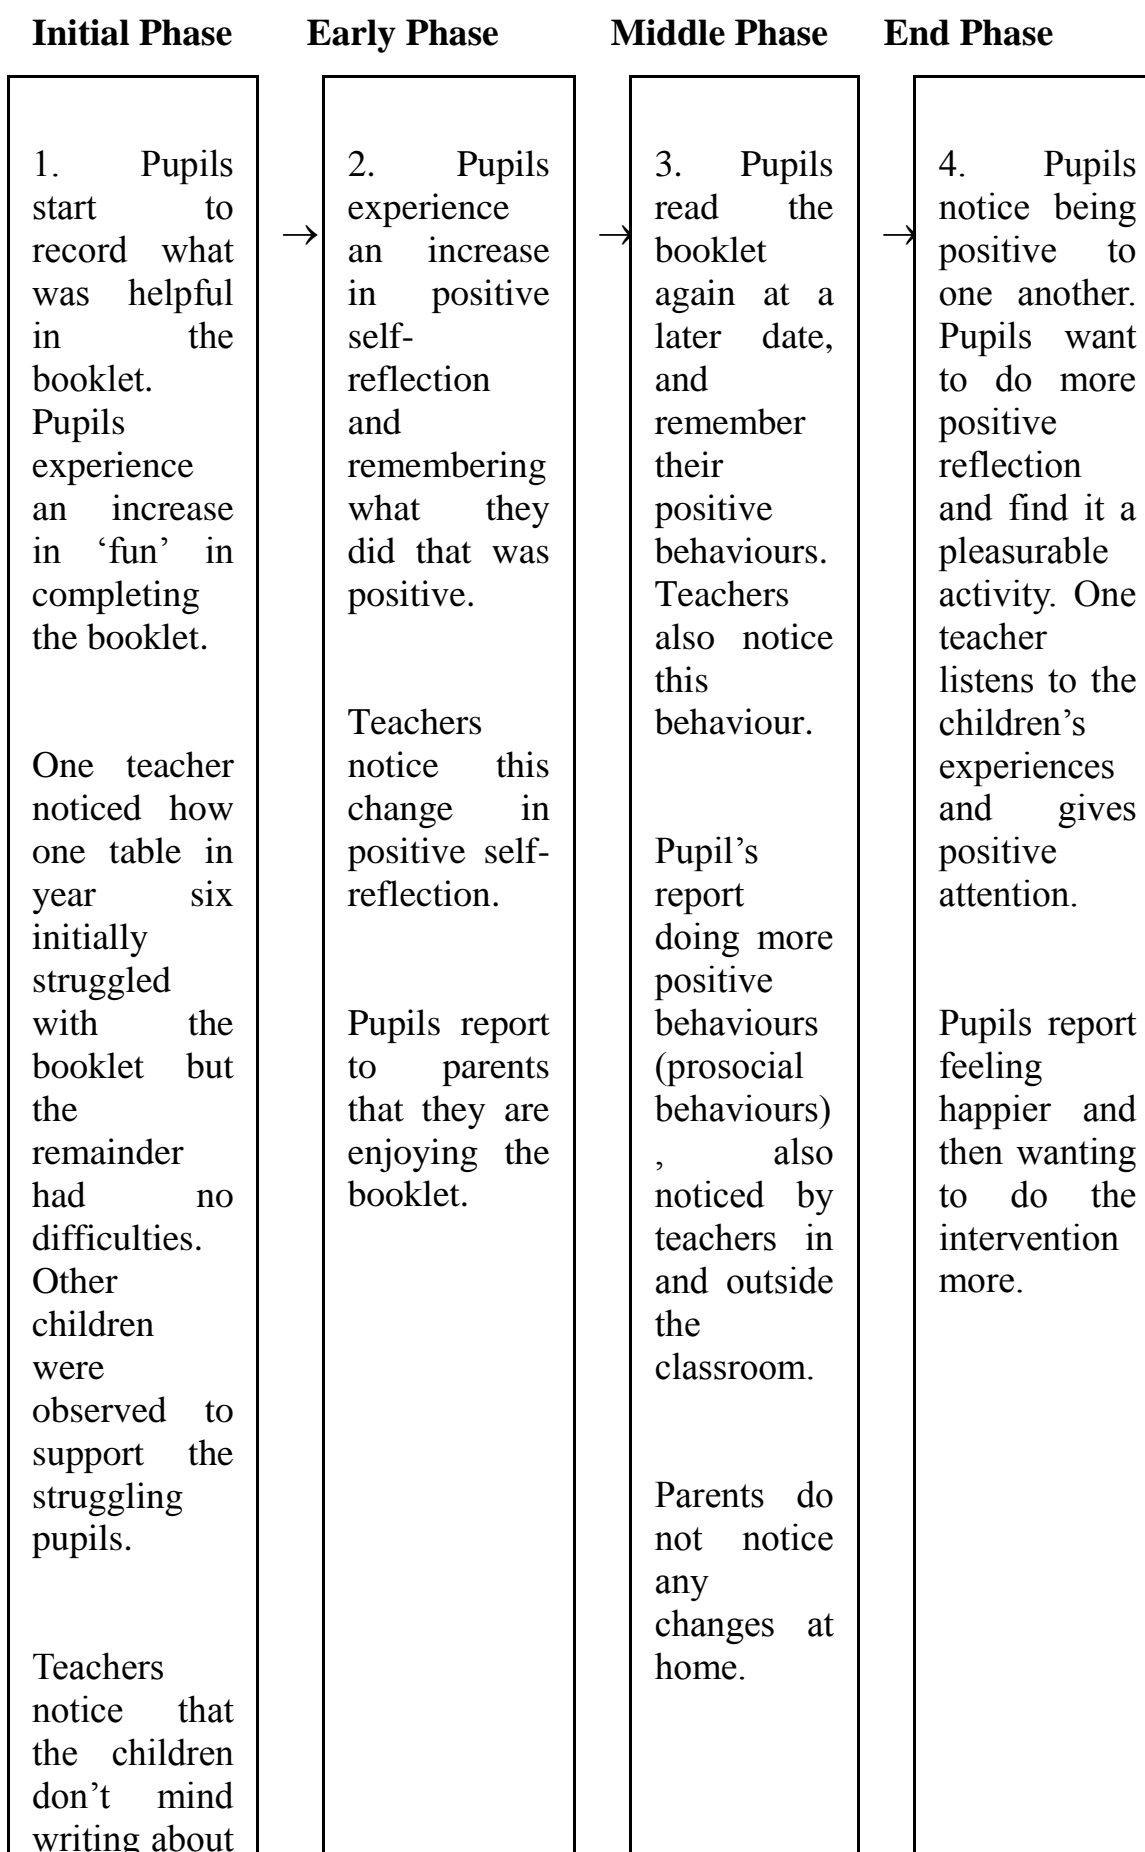 Initial Phase Early Phase Middle Phase End Phase
1. Pupils
start to
record what
was helpful
in the
booklet.
Pupils
experience
an increase
in ‘fun’ in
completing
the booklet.
One teacher
noticed how
one table in
year six
initially
struggled
with the
booklet but
the
remainder
had no
difficulties.
Other
children
were
observed to
support the
struggling
pupils.
Teachers
notice that
the children
don’t mind
writing about
→
2. Pupils
experience
an increase
in positive
self-
reflection
and
remembering
what they
did that was
positive.
Teachers
notice this
change in
positive self-
reflection.
Pupils report
to parents
that they are
enjoying the
booklet.
→
3. Pupils
read the
booklet
again at a
later date,
and
remember
their
positive
behaviours.
Teachers
also notice
this
behaviour.
Pupil’s
report
doing more
positive
behaviours
(prosocial
behaviours)
, also
noticed by
teachers in
and outside
the
classroom.
Parents do
not notice
any
changes at
home.
→
4. Pupils
notice being
positive to
one another.
Pupils want
to do more
positive
reflection
and find it a
pleasurable
activity. One
teacher
listens to the
children’s
experiences
and gives
positive
attention.
Pupils report
feeling
happier and
then wanting
to do the
intervention
more.